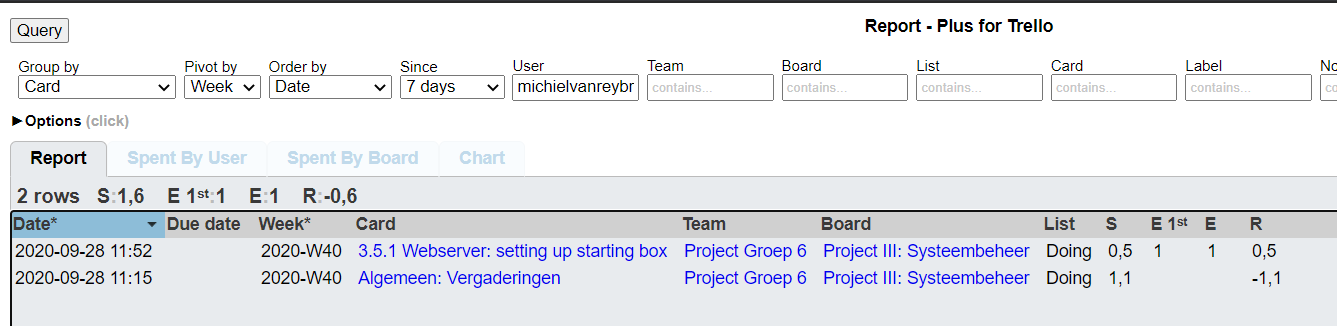 Query
Report - Plus for Trello
Group by Pivot by Order by Since User Team Board List Card Label No
Card Week Date 7 days michielvanreybr contains... contains... contains... contains... contains... co
►Options (click)
Report Spent By User Spent By Board Chart
2 rows S:1,6 E 1ˢᵗ:1 E:1 R:-0,6
Date* Due date Week* Card Team Board List S E 1ˢᵗ E R
2020-09-28 11:52 2020-W40 3.5.1 Webserver: setting up starting box Project Groep 6 Project III: Systeembeheer Doing 0,5 1 1 0,5
2020-09-28 11:15 2020-W40 Algemeen: Vergaderingen Project Groep 6 Project III: Systeembeheer Doing 1,1 -1,1